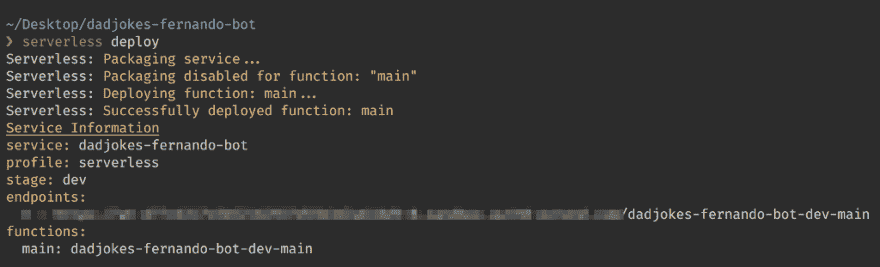 ~/Desktop/dadjokes-fernando-bot
❯ serverless deploy
Serverless: Packaging service...
Serverless: Packaging disabled for function: "main"
Serverless: Deploying function: main...
Serverless: Successfully deployed function: main
Service Information
service: dadjokes-fernando-bot
profile: serverless
stage: dev
endpoints:
/dadjokes-fernando-bot-dev-main
functions:
main: dadjokes-fernando-bot-dev-main